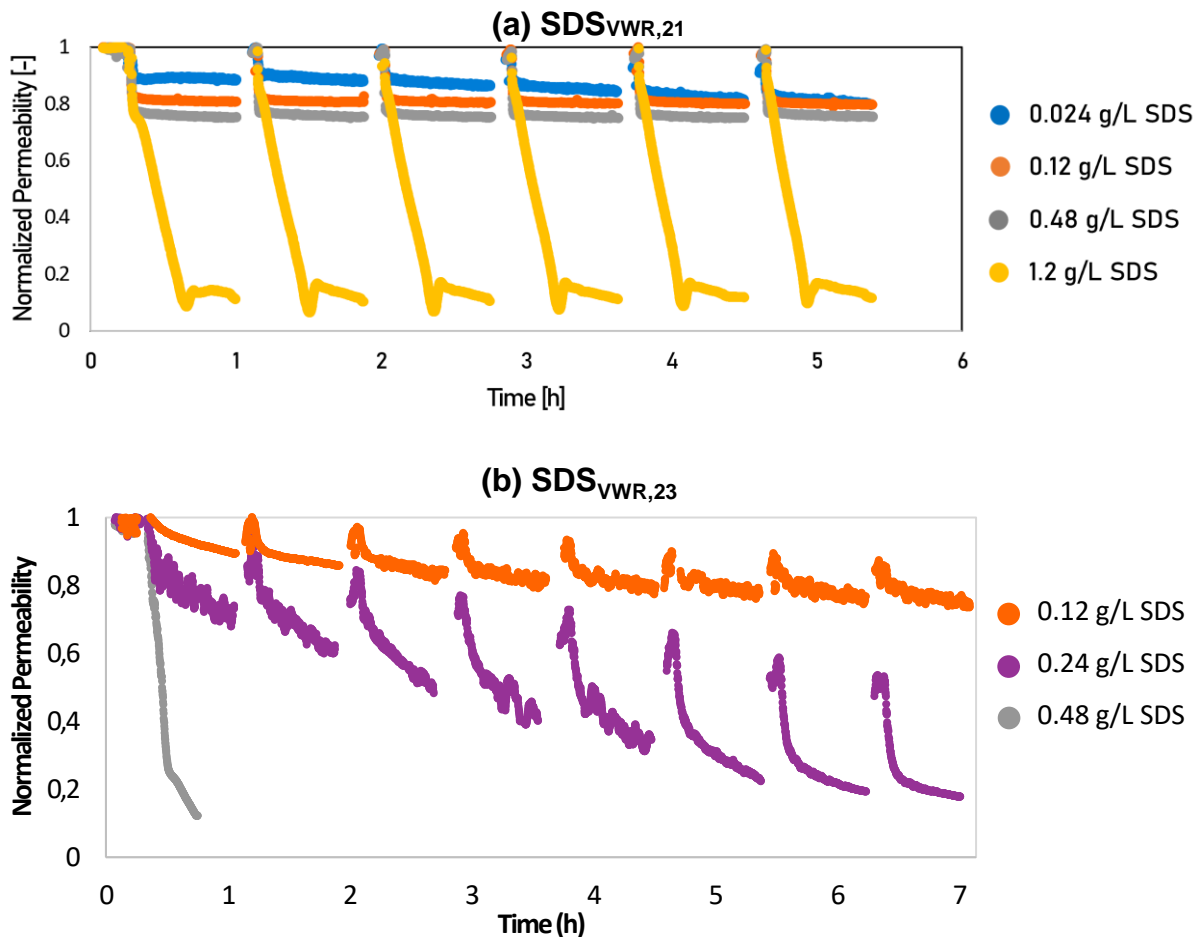 (a) SDSVWR,21
Normalized Permeability [-]
1
0.8
0.6
0.4
0.2
0
0 1 2 3 4 5 6
Time [h]
0.024 g/L SDS
0.12 g/L SDS
0.48 g/L SDS
1.2 g/L SDS
(b) SDSVWR,23
Normalized Permeability
1
0,8
0,6
0,4
0,2
0
0 1 2 3 4 5 6 7
Time (h)
0.12 g/L SDS
0.24 g/L SDS
0.48 g/L SDS